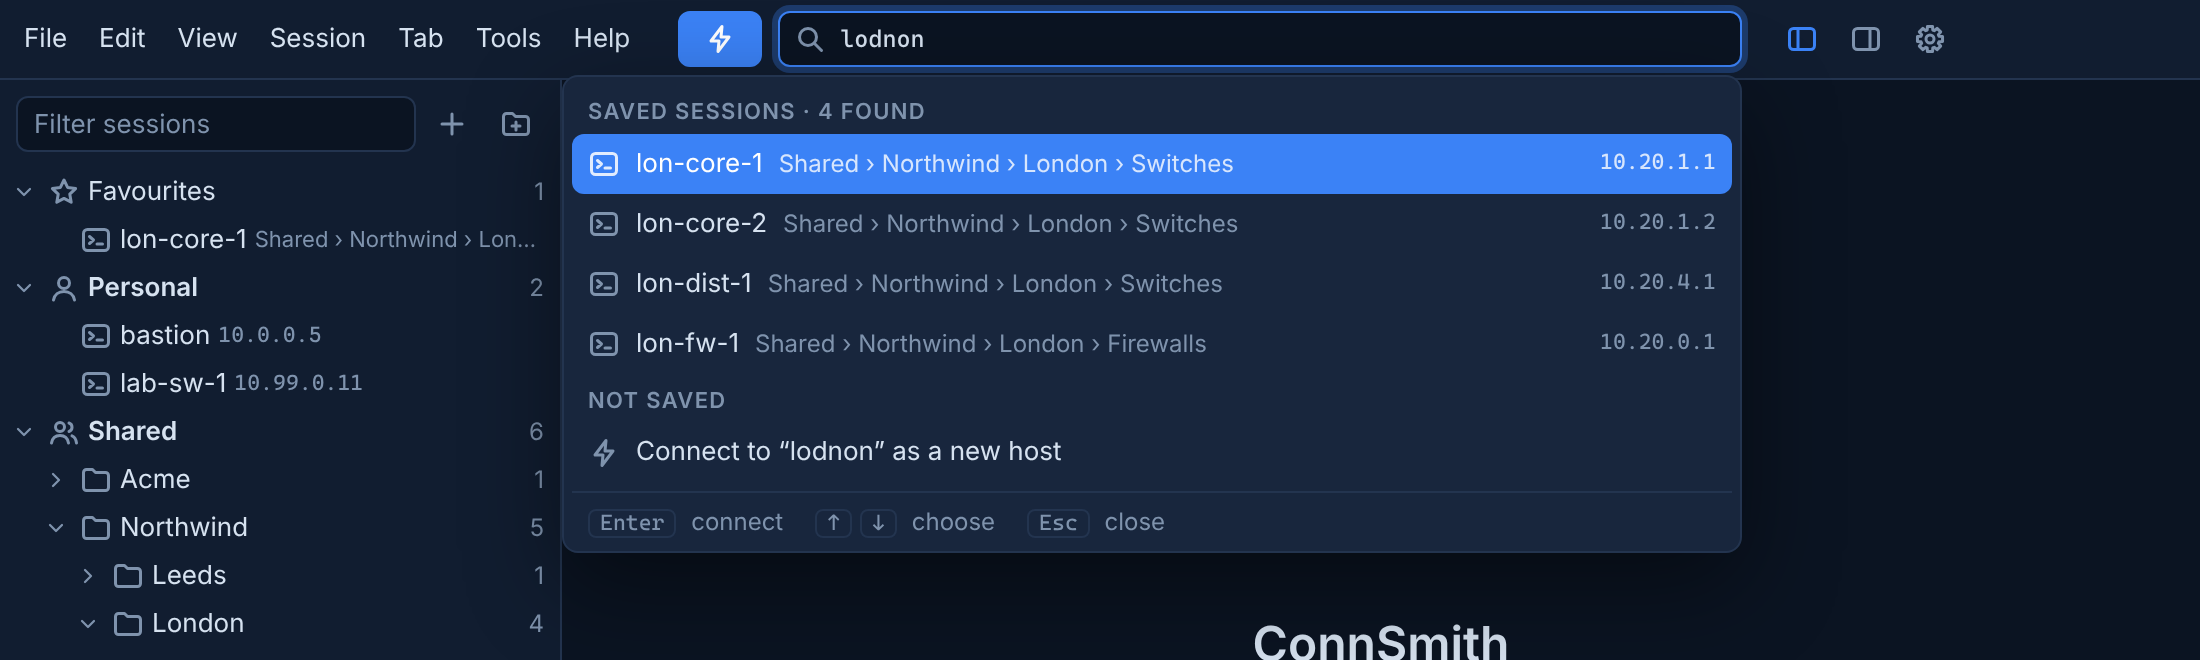 File Edit View Session Tab Tools Help
lodnon
Filter sessions
Favourites 1
lon-core-1 Shared › Northwind › Lon...
Personal 2
bastion 10.0.0.5
lab-sw-1 10.99.0.11
Shared 6
Acme 1
Northwind 5
Leeds 1
London 4
SAVED SESSIONS · 4 FOUND
lon-core-1 Shared › Northwind › London › Switches 10.20.1.1
lon-core-2 Shared › Northwind › London › Switches 10.20.1.2
lon-dist-1 Shared › Northwind › London › Switches 10.20.4.1
lon-fw-1 Shared › Northwind › London › Firewalls 10.20.0.1
NOT SAVED
Connect to “lodnon” as a new host
Enter connect ↑ ↓ choose Esc close
ConnSmith